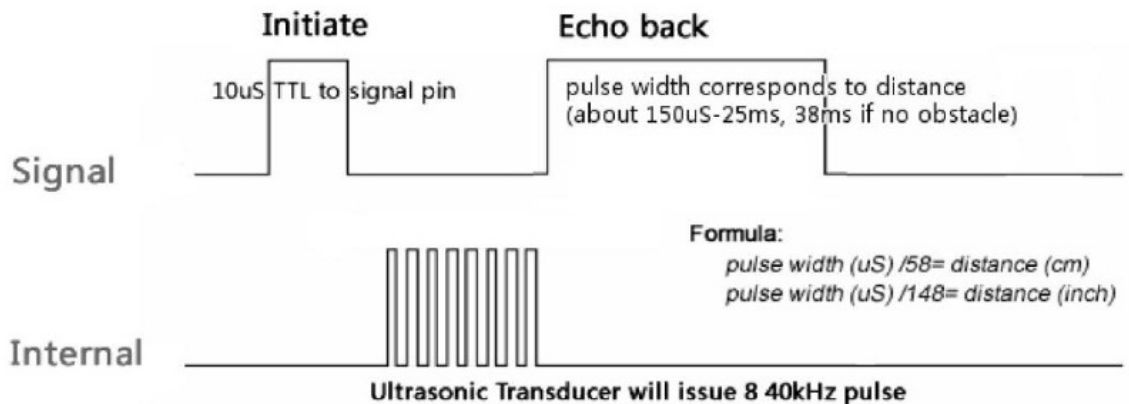 Initiate
Echo back
10uS TTL to signal pin
pulse width corresponds to distance
(about 150uS-25ms, 38ms if no obstacle)
Signal
Formula:
pulse width (uS) /58= distance (cm)
pulse width (uS) /148= distance (inch)
Internal
Ultrasonic Transducer will issue 8 40kHz pulse